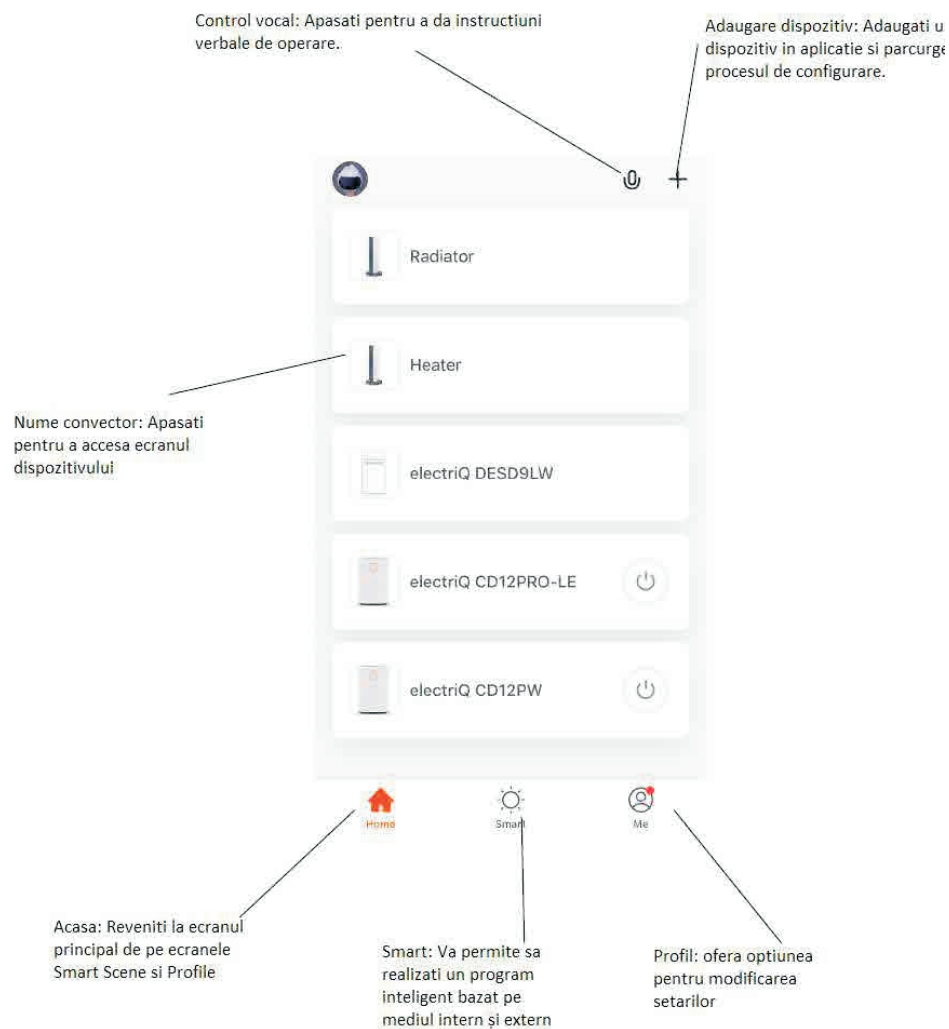 Control vocal: Apasati pentru a da instructiuni
verbale de operare.
Adaugare dispozitiv: Adaugati
dispozitiv in aplicatie si
procesul de configurare.
Radiator
Heater
Nume convector: Apasati
pentru a accesa ecranul
dispozitivului
electriQ DESD9LW
electriQ CD12PRO-LE
electriQ CD12PW
Home
Smart
Me
Acasa: Reveniti la ecranul
principal de pe ecranele
Smart Scene si Profile
Smart: Va permite sa
realizati un program
inteligent bazat pe
mediul intern și extern
Profil: ofera optiunea
pentru modificarea
setarilor